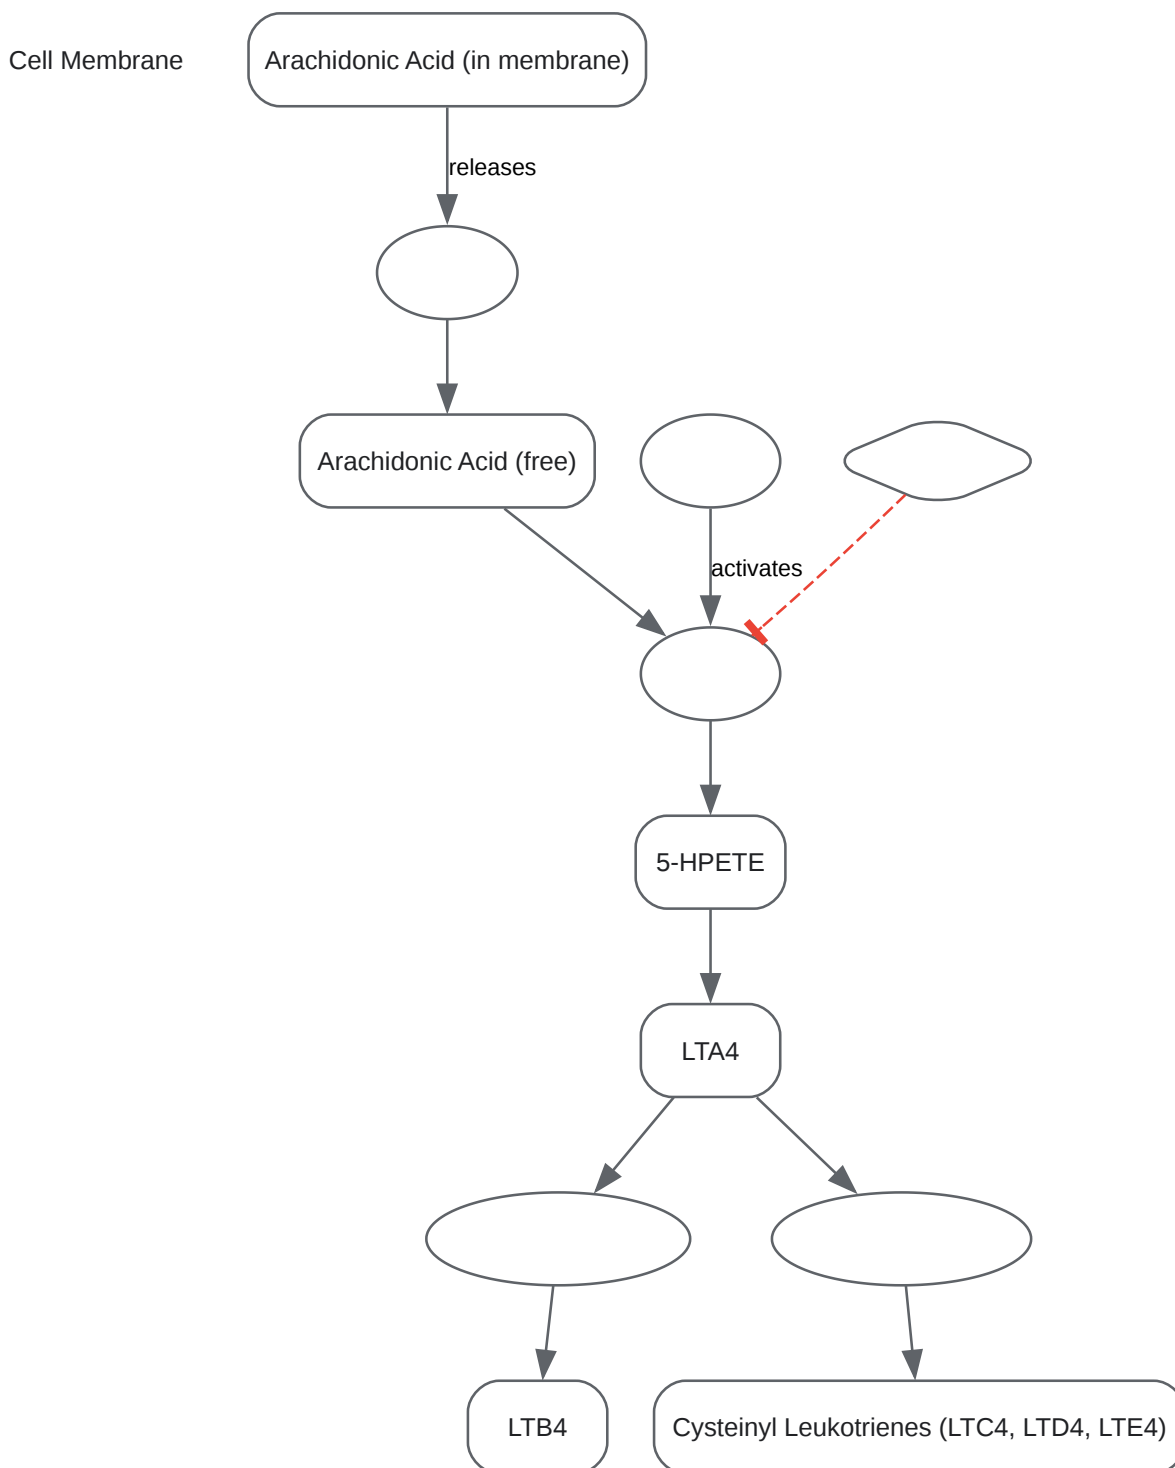 Cell Membrane
Arachidonic Acid (in membrane)
releases
Arachidonic Acid (free)
activates
5-HPETE
LTA4
LTB4
Cysteinyl Leukotrienes (LTC4, LTD4, LTE4)